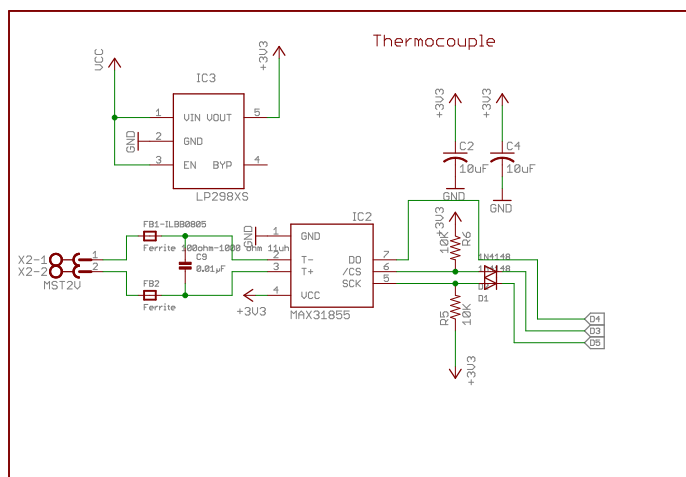 Thermocouple
VCC
+3V3
IC3
1 VIN VOUT 5
GND 2 GND
3 EN BYP 4
LP298XS
+3V3 +3V3
C2 C4
10uF 10uF
GND GND
FB1-ILBB0805
Ferrite 100ohm-1000 ohm 11uh
C9
0.01µF
X2-1 1
X2-2 2
MSTBV
FB2
Ferrite
IC2
GND 1 GND
2 T- DO 7
3 T+ /CS 6
4 VCC SCK 5
+3V3
MAX31855
+3V3
10K R6
R5 10K
+3V3
1N4148
1N4148
D1
D4
D3
D5